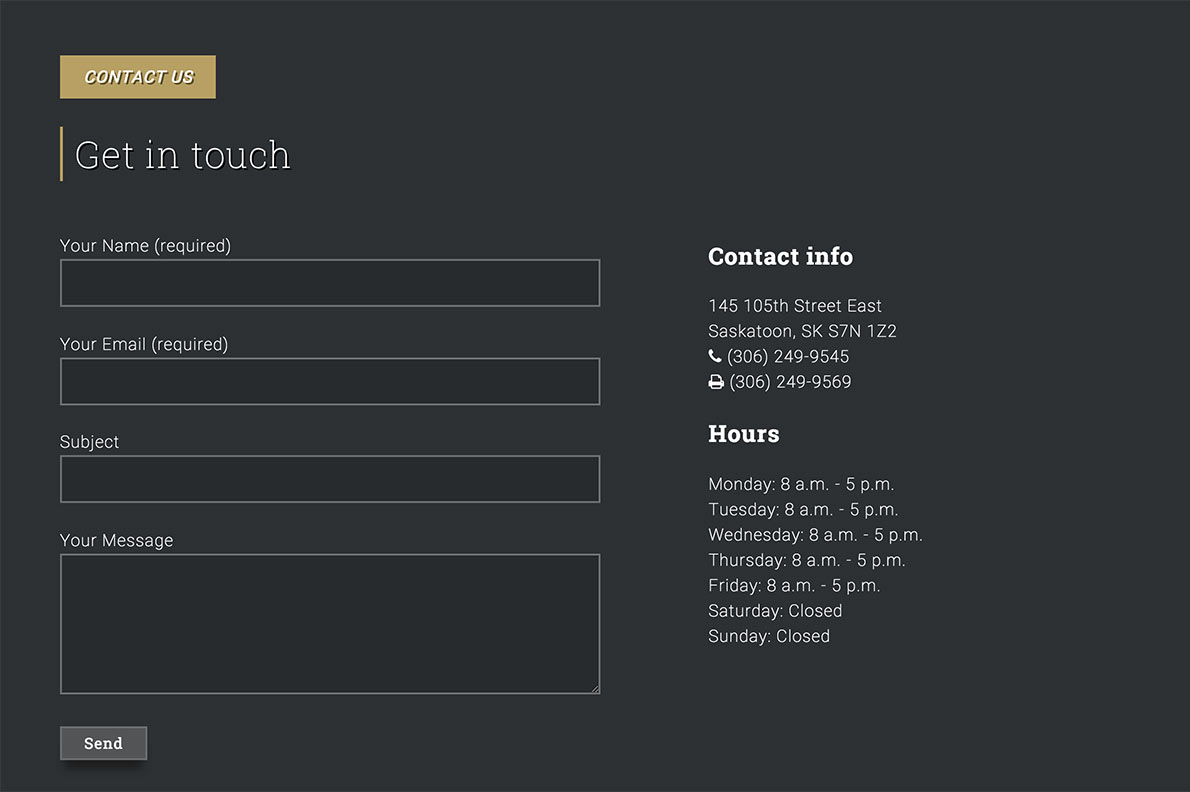 CONTACT US
Get in touch
Your Name (required)
Your Email (required)
Subject
Your Message
Send
Contact info
145 105th Street East
Saskatoon, SK S7N 1Z2
(306) 249-9545
(306) 249-9569
Hours
Monday: 8 a.m. - 5 p.m.
Tuesday: 8 a.m. - 5 p.m.
Wednesday: 8 a.m. - 5 p.m.
Thursday: 8 a.m. - 5 p.m.
Friday: 8 a.m. - 5 p.m.
Saturday: Closed
Sunday: Closed